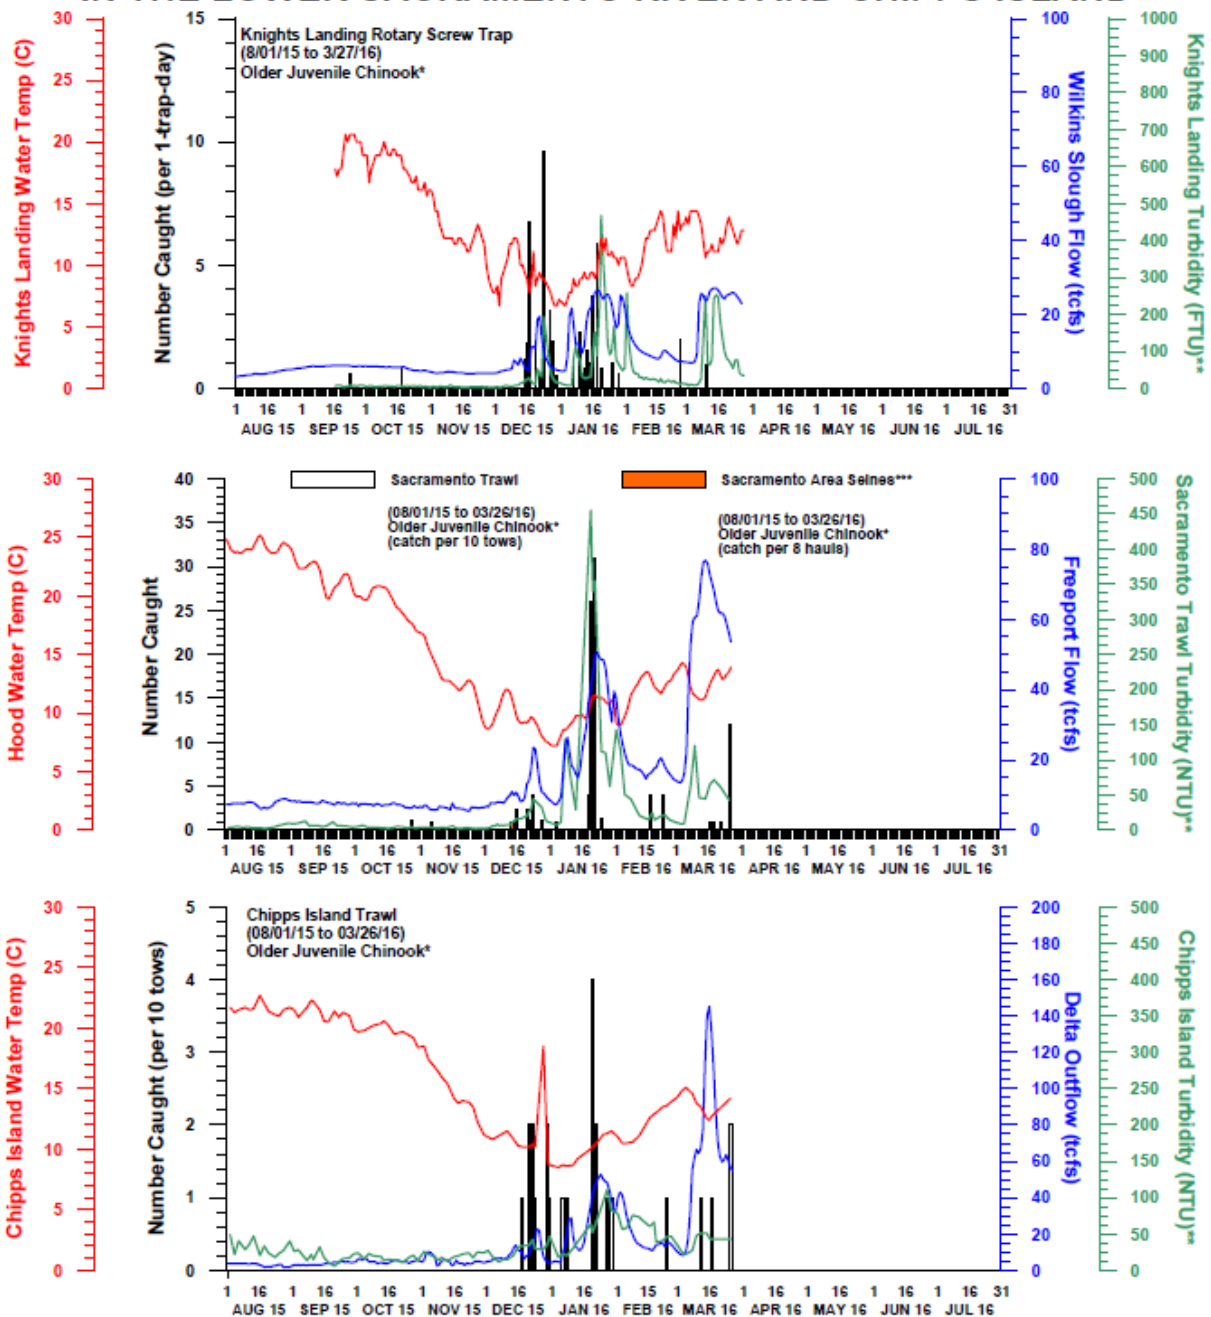 IN THE LOWER SACRAMENTO RIVER AND CHIPPS ISLAND
Knights Landing Rotary Screw Trap
(8/01/15 to 3/27/16)
Older Juvenile Chinook*
Knights Landing Water Temp (C)
30
25
20
15
10
5
0
Number Caught (per 1-trap-day)
15
10
5
0
Wilkins Slough Flow (tcfs)
100
80
60
40
20
0
Knights Landing Turbidity (FTU)**
1000
900
800
700
600
500
400
300
200
100
0
1 16 1 16 1 16 1 16 1 16 1 16 1 15 1 16 1 16 1 16 1 16 1 16 31
AUG 15 SEP 15 OCT 15 NOV 15 DEC 15 JAN 16 FEB 16 MAR 16 APR 16 MAY 16 JUN 16 JUL 16
Sacramento Trawl
(08/01/15 to 03/26/16)
Older Juvenile Chinook*
(catch per 10 tows)
Sacramento Area Seines***
(08/01/15 to 03/26/16)
Older Juvenile Chinook*
(catch per 8 hauls)
Hood Water Temp (C)
30
25
20
15
10
5
0
Number Caught
40
35
30
25
20
15
10
5
0
Freeport Flow (tcfs)
100
80
60
40
20
0
Sacramento Trawl Turbidity (NTU)**
500
450
400
350
300
250
200
150
100
50
0
1 16 1 16 1 16 1 16 1 16 1 16 1 15 1 16 1 16 1 16 1 16 1 16 31
AUG 15 SEP 15 OCT 15 NOV 15 DEC 15 JAN 16 FEB 16 MAR 16 APR 16 MAY 16 JUN 16 JUL 16
Chipps Island Trawl
(08/01/15 to 03/26/16)
Older Juvenile Chinook*
Chipps Island Water Temp (C)
30
25
20
15
10
5
0
Number Caught (per 10 tows)
5
4
3
2
1
0
Delta Outflow (tcfs)
200
180
160
140
120
100
80
60
40
20
0
Chipps Island Turbidity (NTU)**
500
450
400
350
300
250
200
150
100
50
0
1 16 1 16 1 16 1 16 1 16 1 16 1 16 1 16 1 16 1 16 1 16 1 16 31
AUG 15 SEP 15 OCT 15 NOV 15 DEC 15 JAN 16 FEB 16 MAR 16 APR 16 MAY 16 JUN 16 JUL 16